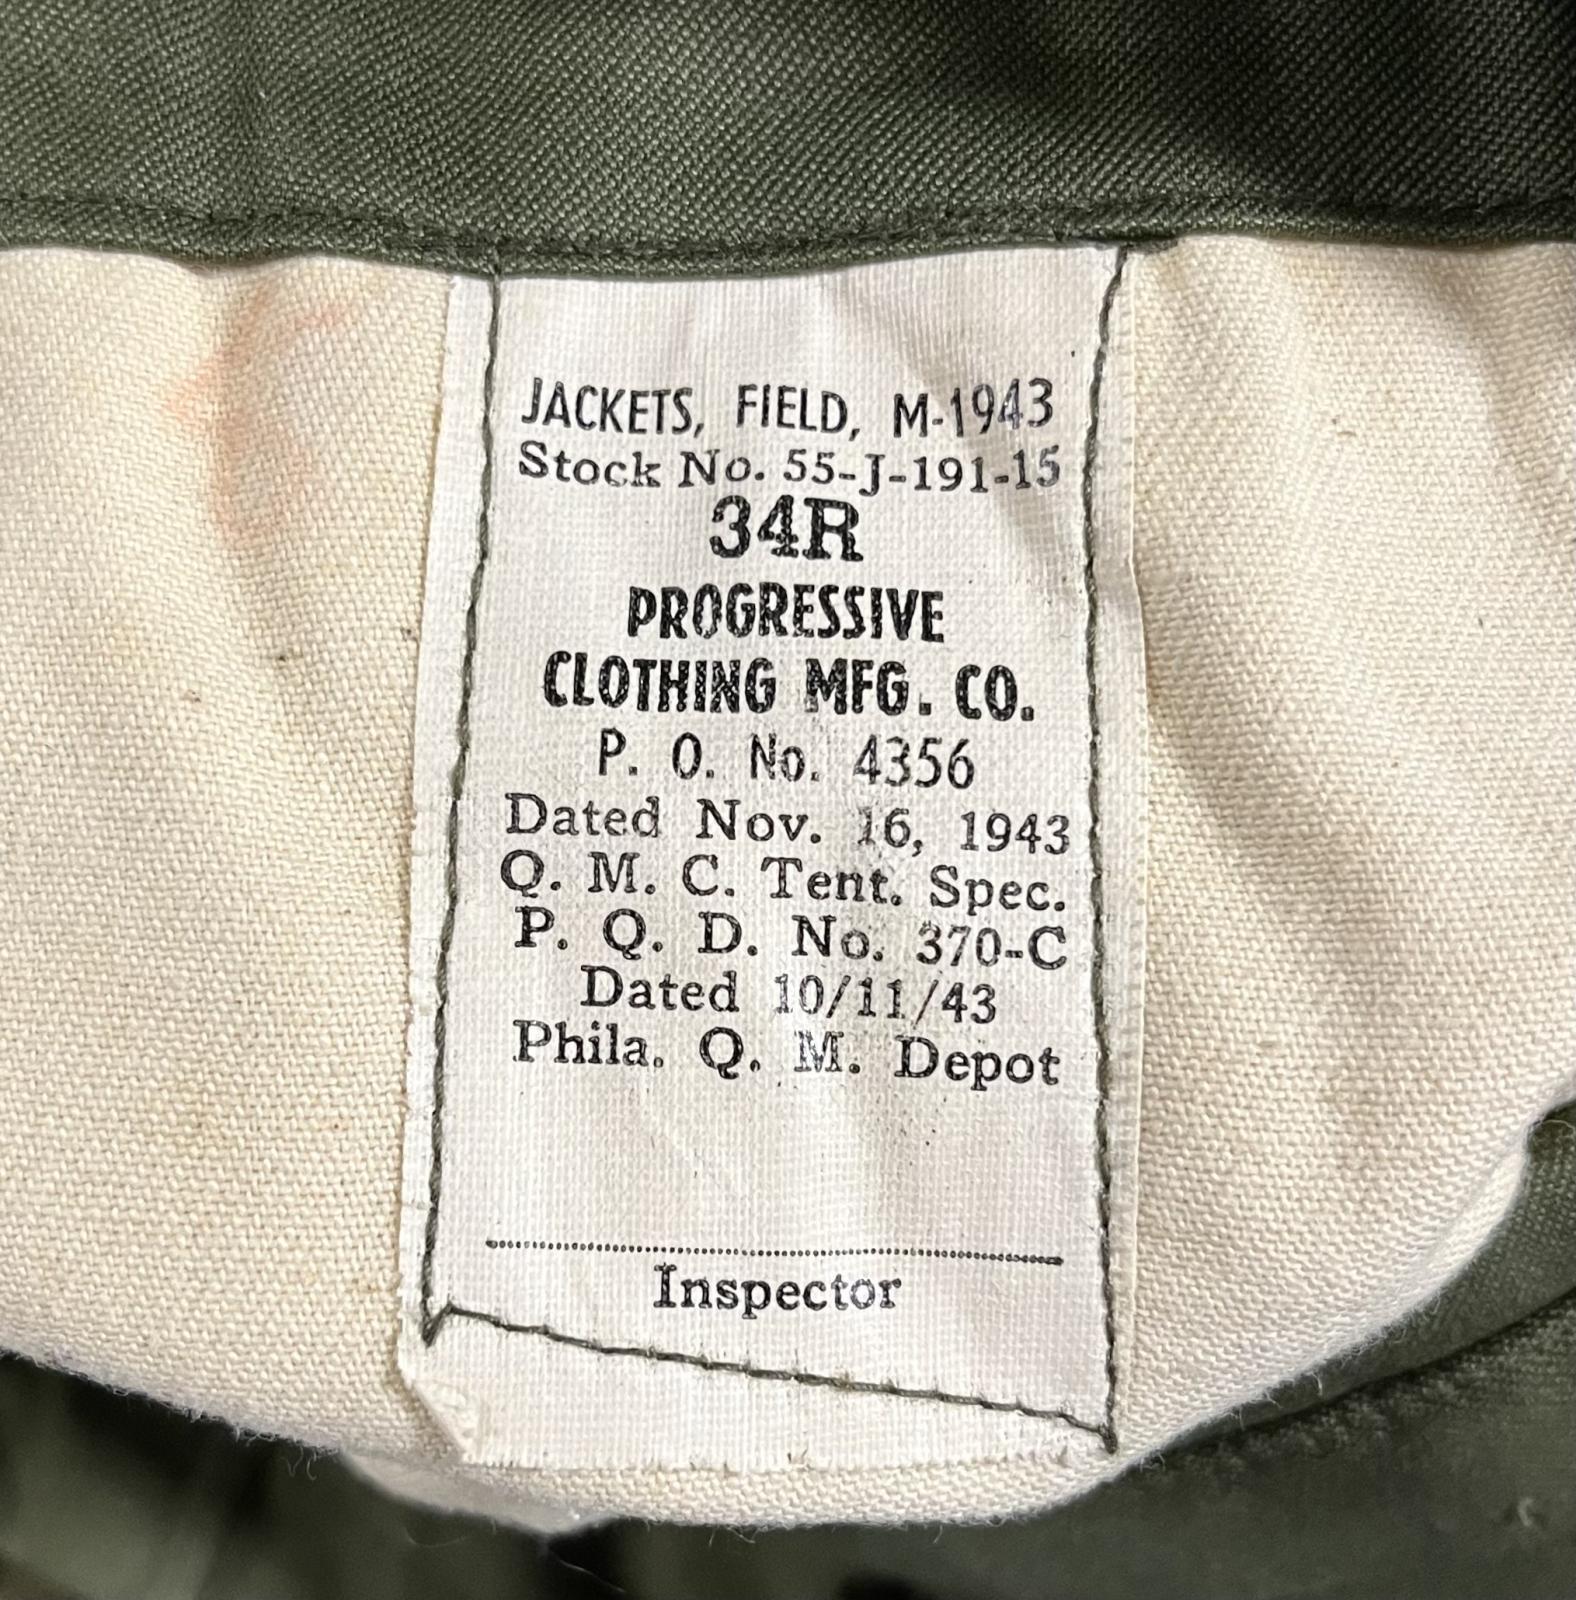 JACKETS, FIELD, M-1943
Stock No. 55-J-191-15
34R
PROGRESSIVE
CLOTHING MFG. CO.
P. O. No. 4356
Dated Nov. 16, 1943
Q. M. C. Tent. Spec.
P. Q. D. No. 370-C
Dated 10/11/43
Phila. Q. M. Depot
Inspector